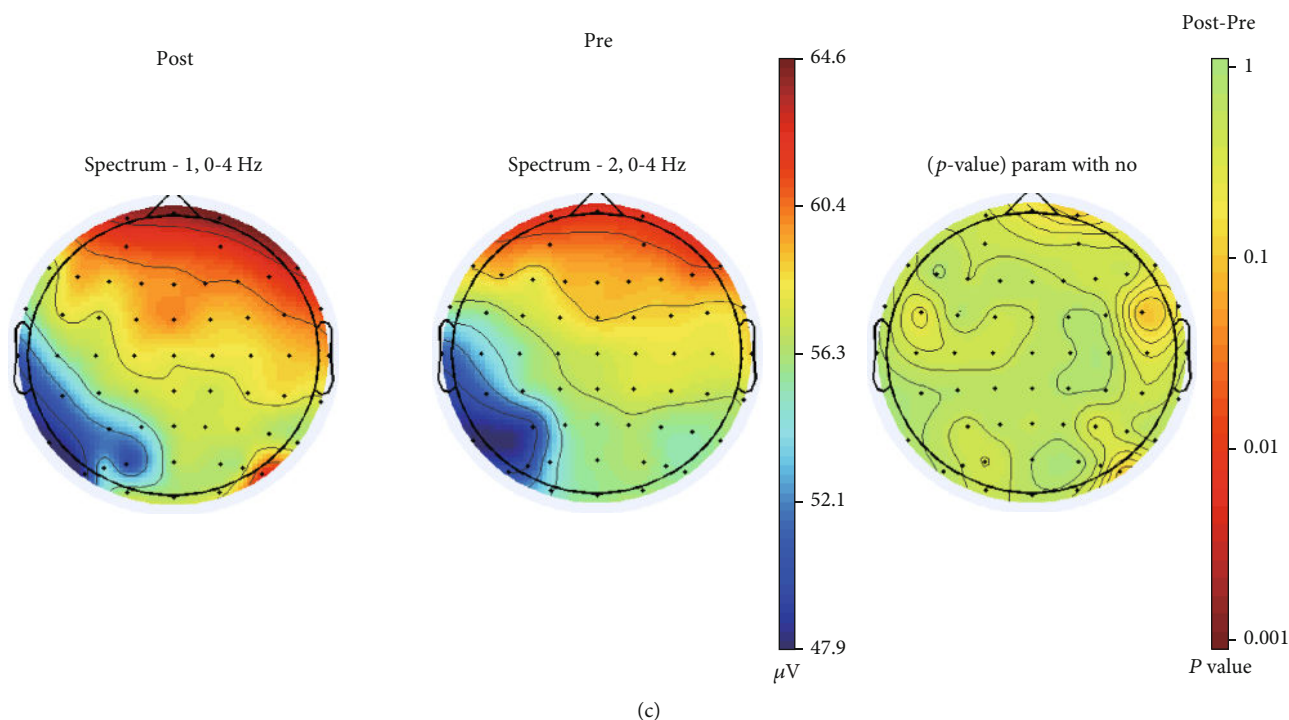 Post
Pre
Post-Pre
Spectrum - 1, 0-4 Hz
Spectrum - 2, 0-4 Hz
(p-value) param with no
64.6
60.4
56.3
52.1
47.9
μV
1
0.1
0.01
0.001
P value
(c)